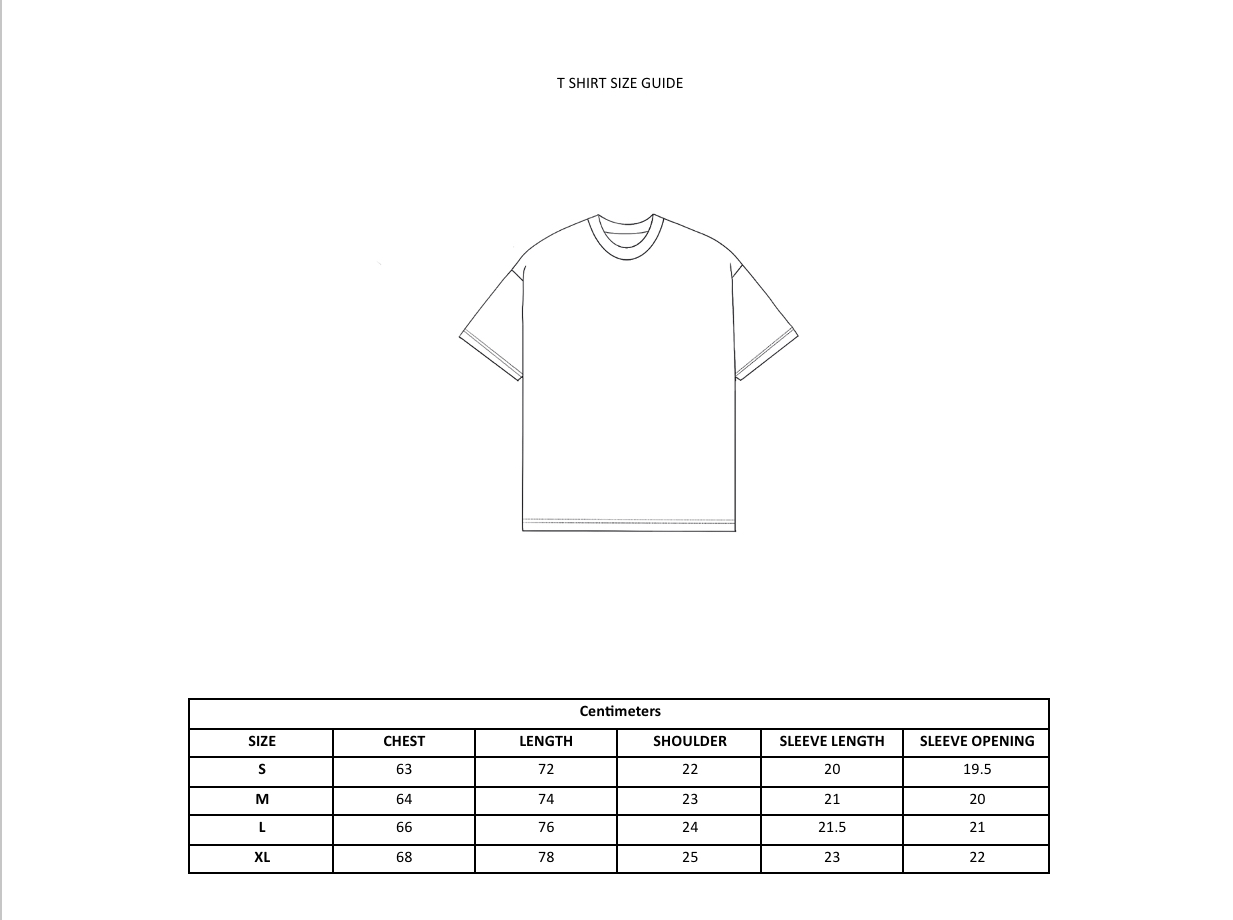 T SHIRT SIZE GUIDE
Centimeters
SIZE CHEST LENGTH SHOULDER SLEEVE LENGTH SLEEVE OPENING
S 63 72 22 20 19.5
M 64 74 23 21 20
L 66 76 24 21.5 21
XL 68 78 25 23 22